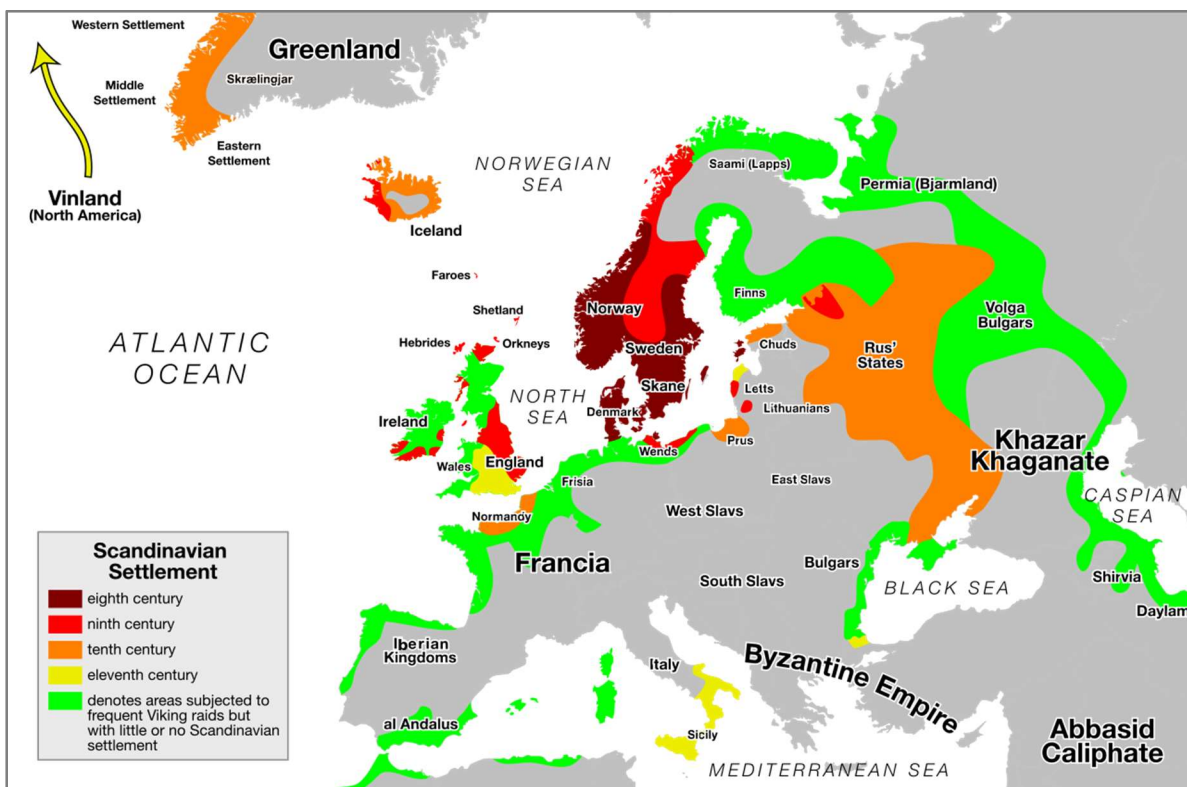 Western Settlement
Greenland
Skrælingjar
Middle
Settlement
Eastern
Settlement
Vinland
(North America)
NORWEGIAN
SEA
Saami (Lapps)
Permia (Bjarmland)
Iceland
Faroes
Shetland
Hebrides
Orkneys
Norway
Finns
Volga
Bulgars
ATLANTIC
OCEAN
Sweden
Chuds
Rus'
States
NORTH
SEA
Skane
Letts
Denmark
Lithuanians
Ireland
Prus
Wends
Wales
England
Frisia
East Slavs
Khazar
Khaganate
CASPIAN
SEA
Normandy
West Slavs
Francia
Bulgars
South Slavs
BLACK SEA
Shirvia
Daylam
Iberian
Kingdoms
Italy
Byzantine Empire
al Andalus
Sicily
Abbasid
Caliphate
MEDITERRANEAN SEA
Scandinavian
Settlement
eighth century
ninth century
tenth century
eleventh century
denotes areas subjected to
frequent Viking raids but
with little or no Scandinavian
settlement